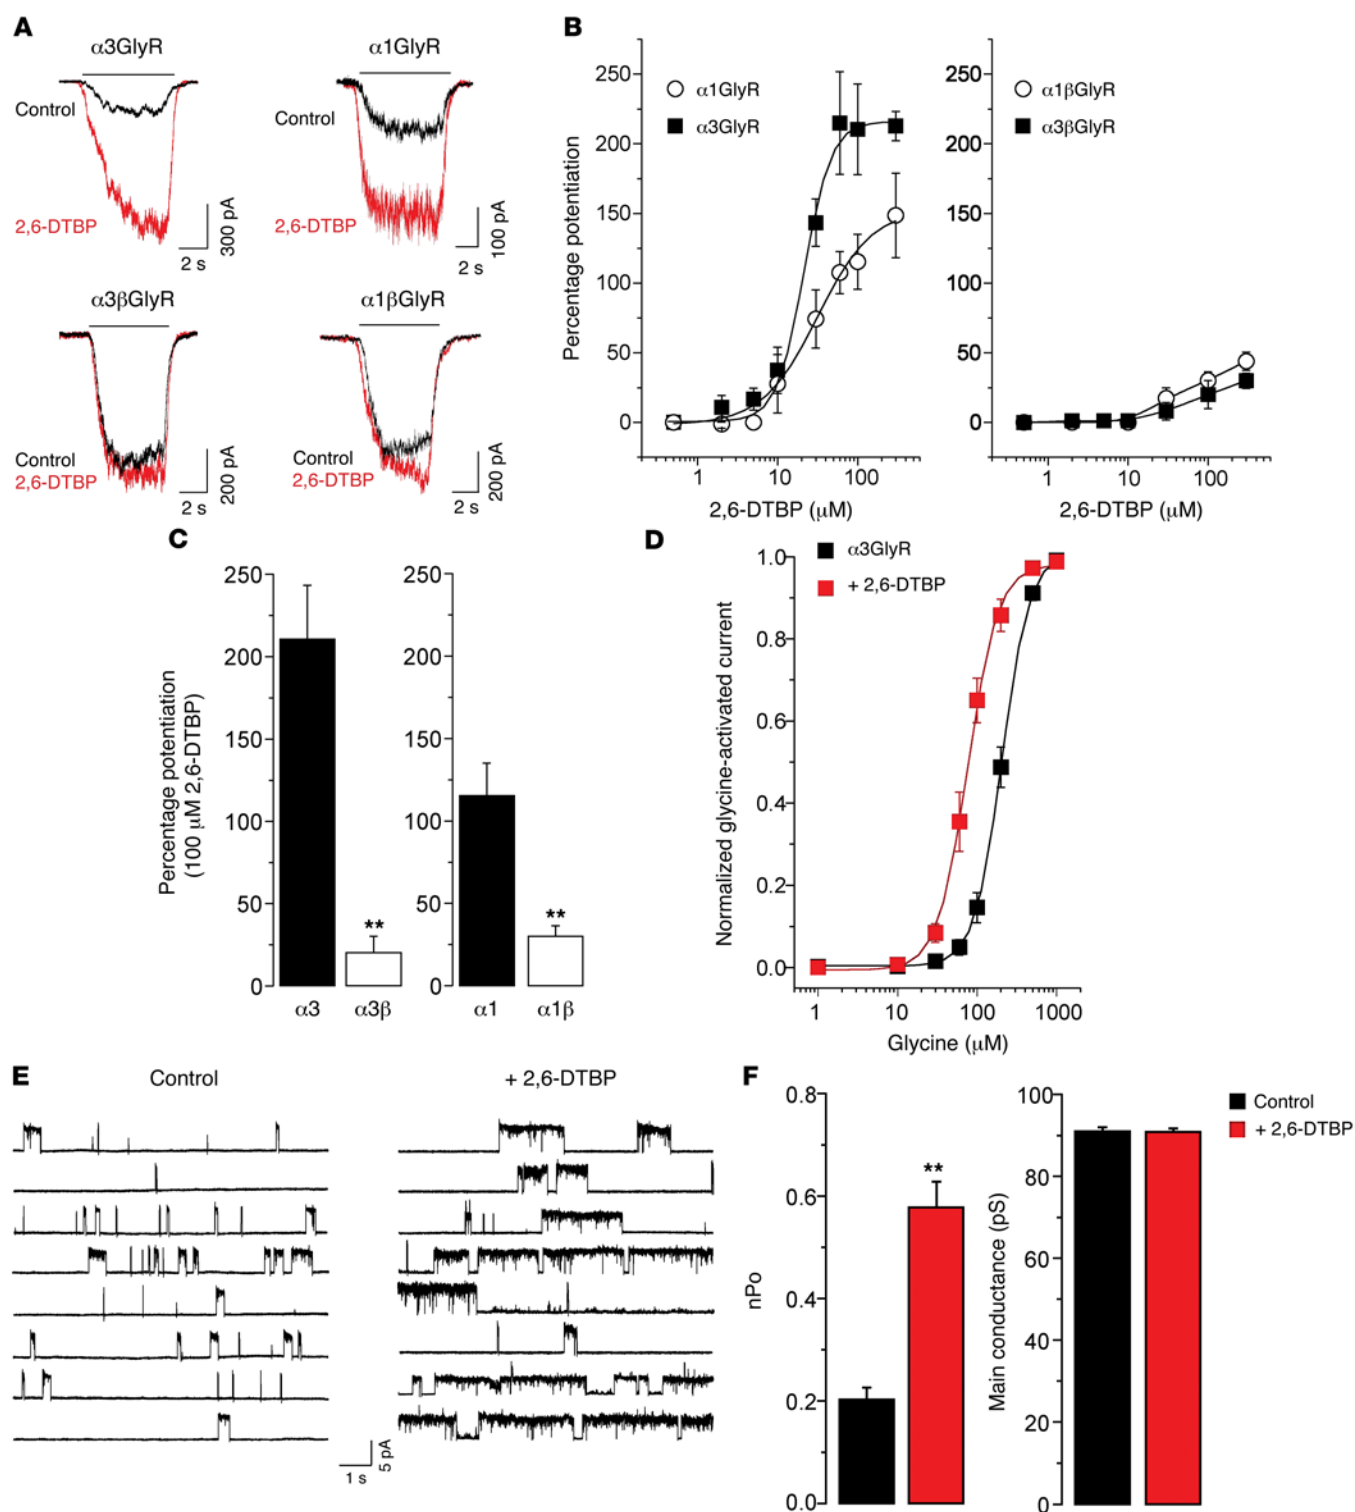 A
α3GlyR
Control
2,6-DTBP
300 pA
2 s
α1GlyR
Control
2,6-DTBP
100 pA
2 s
α3βGlyR
Control
2,6-DTBP
200 pA
2 s
α1βGlyR
Control
2,6-DTBP
200 pA
2 s
B
Percentage potentiation
250
200
150
100
50
0
α1GlyR
α3GlyR
1
10
100
2,6-DTBP (μM)
250
200
150
100
50
0
α1βGlyR
α3βGlyR
1
10
100
2,6-DTBP (μM)
C
Percentage potentiation
(100 μM 2,6-DTBP)
250
200
150
100
50
0
**
α3
α3β
250
200
150
100
50
0
**
α1
α1β
D
α3GlyR
+ 2,6-DTBP
Normalized glycine-activated current
1.0
0.8
0.6
0.4
0.2
0.0
1
10
100
1000
Glycine (μM)
E
Control
+ 2,6-DTBP
5 pA
1 s
F
nPo
0.8
0.6
0.4
0.2
0.0
**
Main conductance (pS)
100
80
60
40
20
0
Control
+ 2,6-DTBP